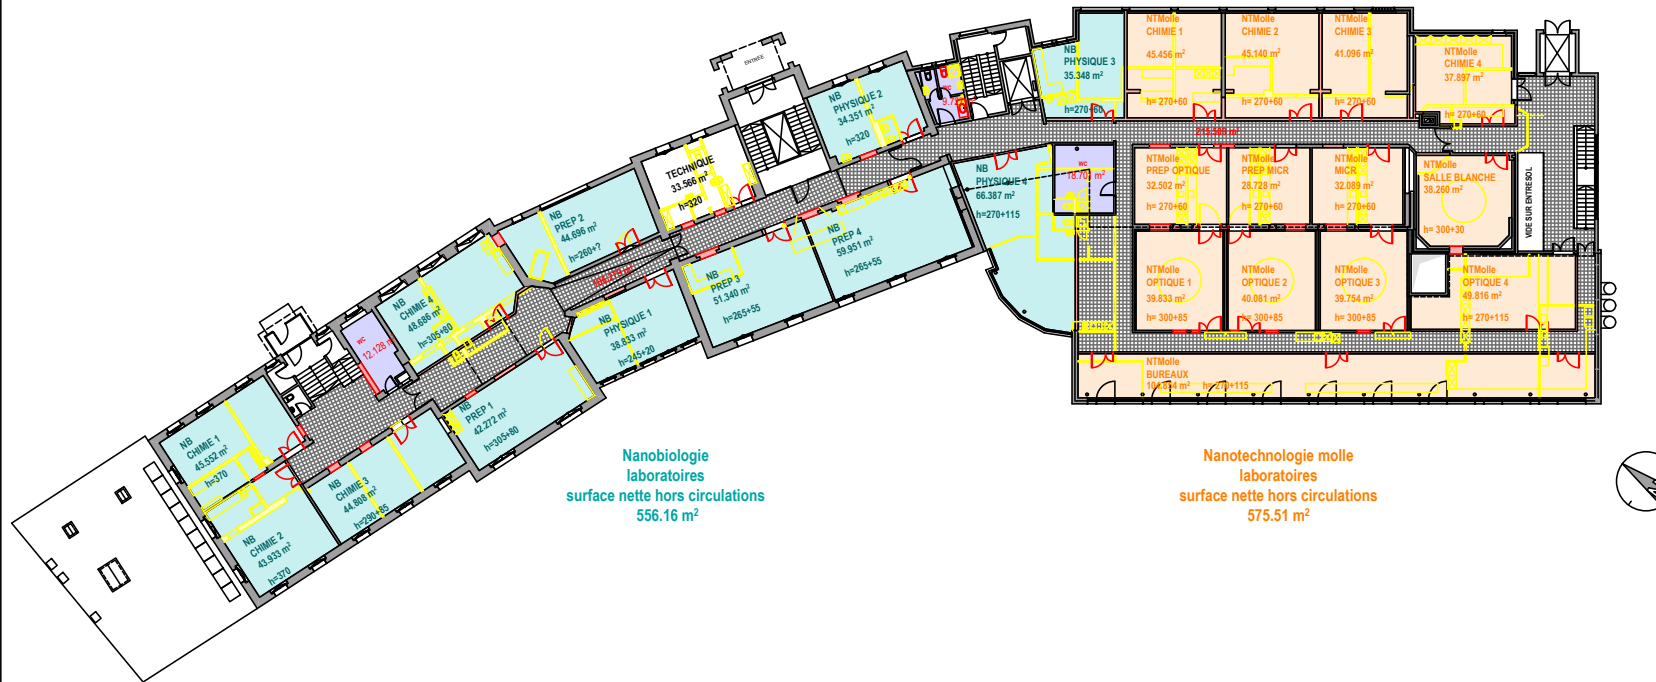 ENTRÉE
NB
CHIMIE 1
45.552 m²
h=370
NB
CHIMIE 2
43.933 m²
h=370
NB
CHIMIE 3
44.808 m²
h=290+85
WC
12.128 m²
NB
CHIMIE 4
48.686 m²
h=305+80
NB
PREP 1
42.272 m²
h=305+80
NB
PREP 2
44.696 m²
h=260+?
NB
PHYSIQUE 1
38.833 m²
h=245+20
TECHNIQUE
33.566 m²
h=320
NB
PREP 3
51.340 m²
h=265+55
NB
PHYSIQUE 2
34.351 m²
h=320
NB
PREP 4
59.951 m²
h=265+55
WC
NB
PHYSIQUE 3
35.348 m²
h=270+60
NB
PHYSIQUE 4
66.387 m²
h=270+115
WC
NTMolle
CHIMIE 1
45.456 m²
h= 270+60
NTMolle
CHIMIE 2
45.140 m²
h= 270+60
NTMolle
CHIMIE 3
41.096 m²
h= 270+60
NTMolle
CHIMIE 4
37.897 m²
h= 270+60
NTMolle
PREP OPTIQUE
32.502 m²
h= 270+60
NTMolle
PREP MICR
28.728 m²
h= 270+60
NTMolle
MICR
32.089 m²
h= 270+60
NTMolle
SALLE BLANCHE
38.260 m²
h= 300+30
VIDE SUR ENTRESOL
NTMolle
OPTIQUE 1
39.833 m²
h= 300+85
NTMolle
OPTIQUE 2
40.081 m²
h= 300+85
NTMolle
OPTIQUE 3
39.754 m²
h= 300+85
NTMolle
OPTIQUE 4
49.816 m²
h= 270+115
NTMolle
BUREAUX
h= 270+115
Nanobiologie
laboratoires
surface nette hors circulations
556.16 m²
Nanotechnologie molle
laboratoires
surface nette hors circulations
575.51 m²